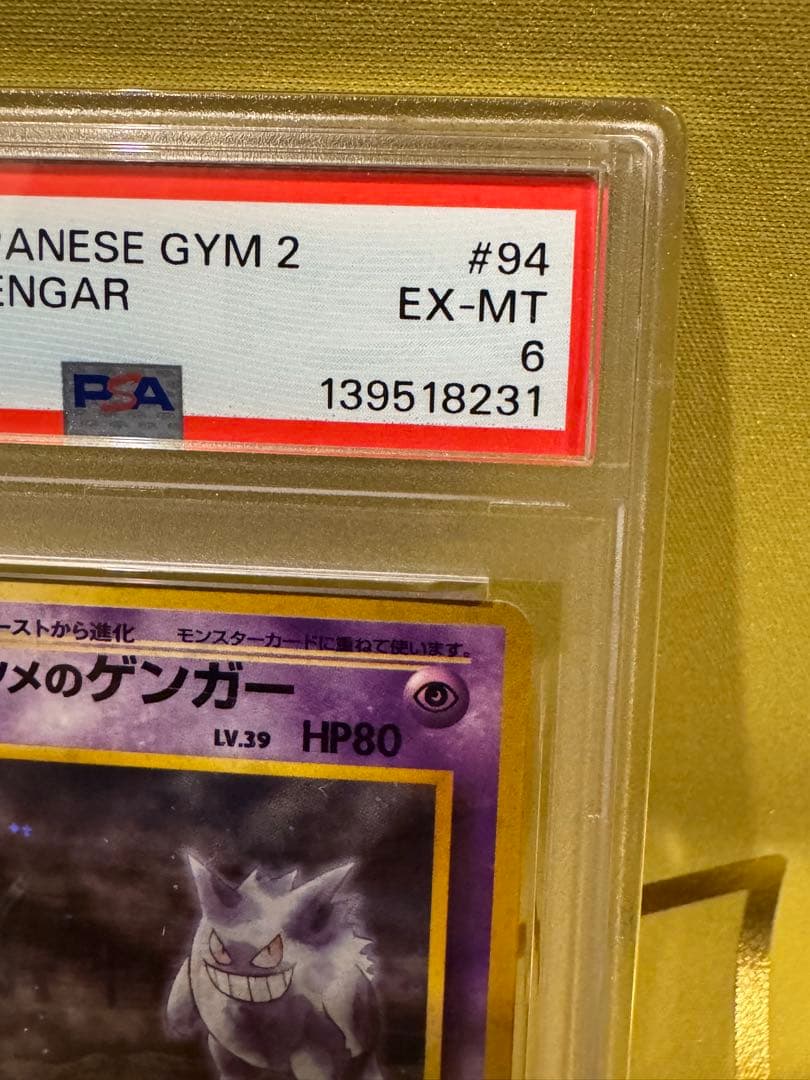 PANESE GYM 2 #94
ENGAR EX-MT
6
PSA 139518231
ーストから進化 モンスターカードに重ねて使います。
ツメのゲンガー
LV.39 HP80